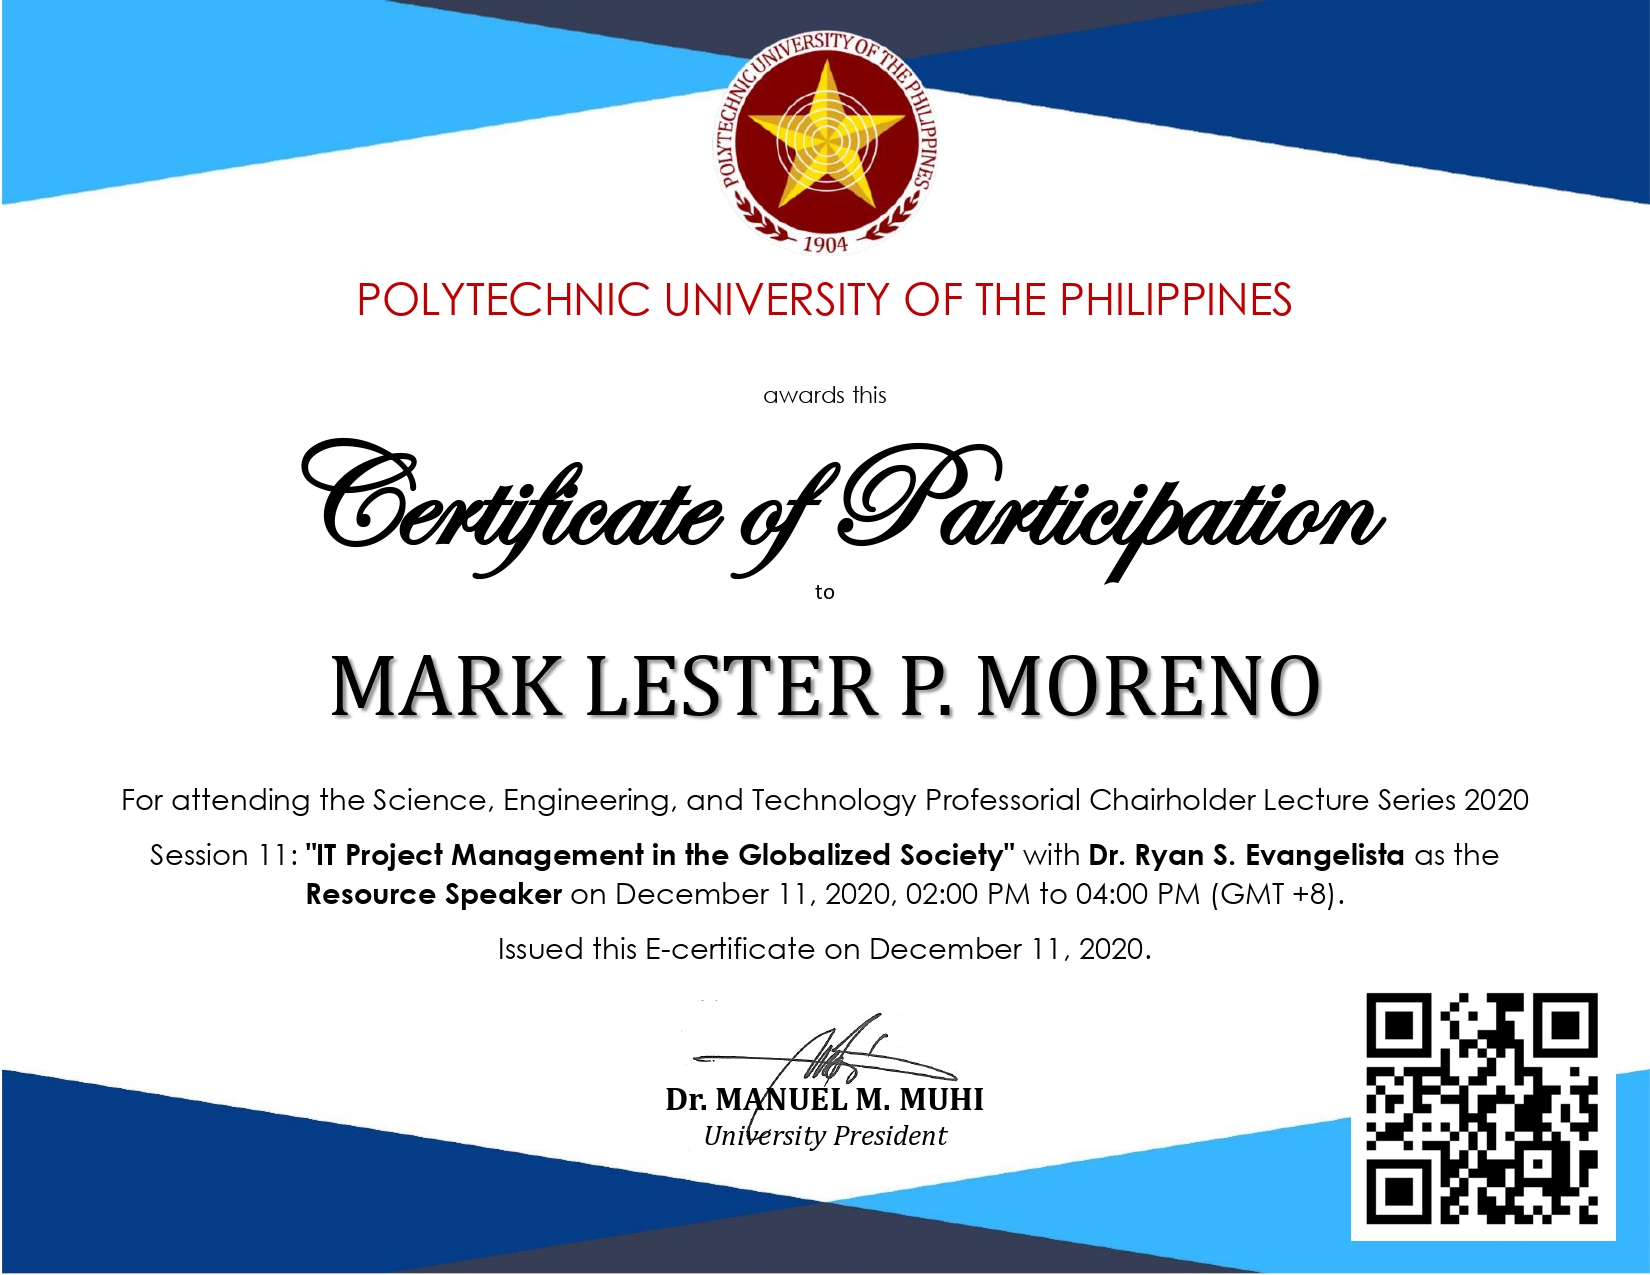 POLYTECHNIC UNIVERSITY OF THE PHILIPPINES
1904
POLYTECHNIC UNIVERSITY OF THE PHILIPPINES
awards this
Certificate of Participation
to
MARK LESTER P. MORENO
For attending the Science, Engineering, and Technology Professorial Chairholder Lecture Series 2020
Session 11: "IT Project Management in the Globalized Society" with Dr. Ryan S. Evangelista as the
Resource Speaker on December 11, 2020, 02:00 PM to 04:00 PM (GMT +8).
Issued this E-certificate on December 11, 2020.
Dr. MANUEL M. MUHI
University President